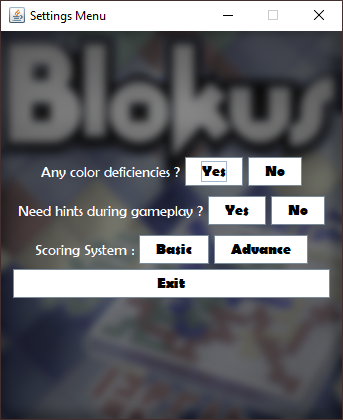 Settings Menu
Blokus
Any color deficiencies ? Yes No
Need hints during gameplay ? Yes No
Scoring System : Basic Advance
Exit